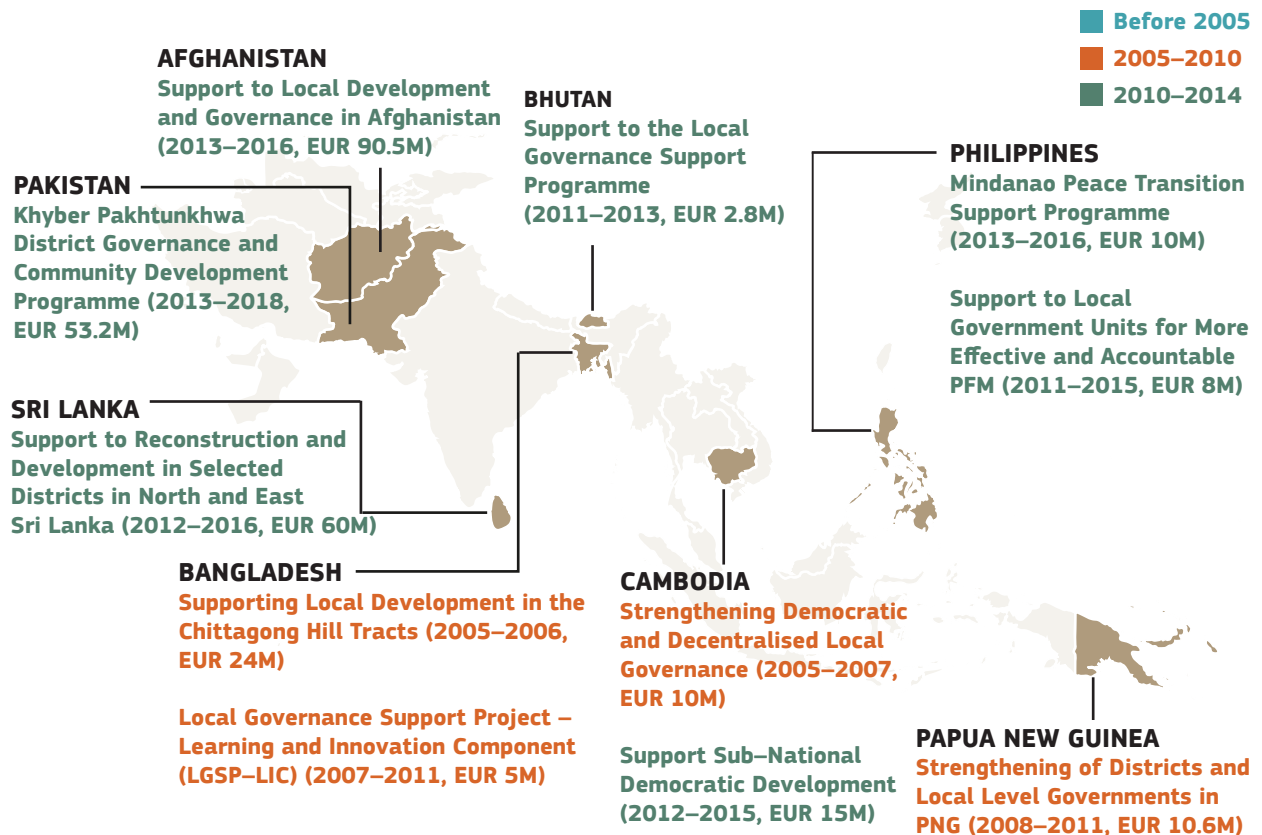 Before 2005
2005–2010
2010–2014
AFGHANISTAN
Support to Local Development
and Governance in Afghanistan
(2013–2016, EUR 90.5M)
BHUTAN
Support to the Local
Governance Support
Programme
(2011–2013, EUR 2.8M)
PHILIPPINES
Mindanao Peace Transition
Support Programme
(2013–2016, EUR 10M)
Support to Local
Government Units for More
Effective and Accountable
PFM (2011–2015, EUR 8M)
PAKISTAN
Khyber Pakhtunkhwa
District Governance and
Community Development
Programme (2013–2018,
EUR 53.2M)
SRI LANKA
Support to Reconstruction and
Development in Selected
Districts in North and East
Sri Lanka (2012–2016, EUR 60M)
BANGLADESH
Supporting Local Development in the
Chittagong Hill Tracts (2005–2006,
EUR 24M)
Local Governance Support Project –
Learning and Innovation Component
(LGSP–LIC) (2007–2011, EUR 5M)
CAMBODIA
Strengthening Democratic
and Decentralised Local
Governance (2005–2007,
EUR 10M)
Support Sub–National
Democratic Development
(2012–2015, EUR 15M)
PAPUA NEW GUINEA
Strengthening of Districts and
Local Level Governments in
PNG (2008–2011, EUR 10.6M)